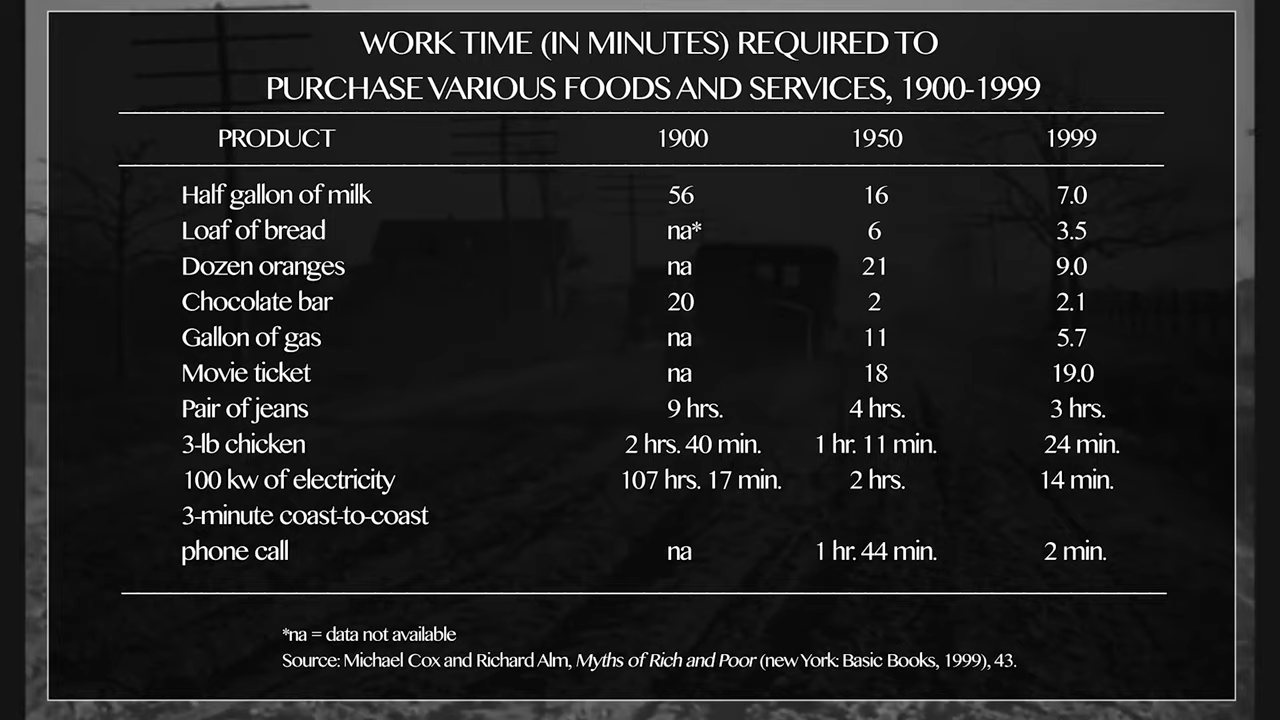 WORK TIME (IN MINUTES) REQUIRED TO
PURCHASE VARIOUS FOODS AND SERVICES, 1900-1999
PRODUCT 1900 1950 1999
Half gallon of milk 56 16 7.0
Loaf of bread na* 6 3.5
Dozen oranges na 21 9.0
Chocolate bar 20 2 2.1
Gallon of gas na 11 5.7
Movie ticket na 18 19.0
Pair of jeans 9 hrs. 4 hrs. 3 hrs.
3-lb chicken 2 hrs. 40 min. 1 hr. 11 min. 24 min.
100 kw of electricity 107 hrs. 17 min. 2 hrs. 14 min.
3-minute coast-to-coast
phone call na 1 hr. 44 min. 2 min.
*na = data not available
Source: Michael Cox and Richard Alm, Myths of Rich and Poor (new York: Basic Books, 1999), 43.